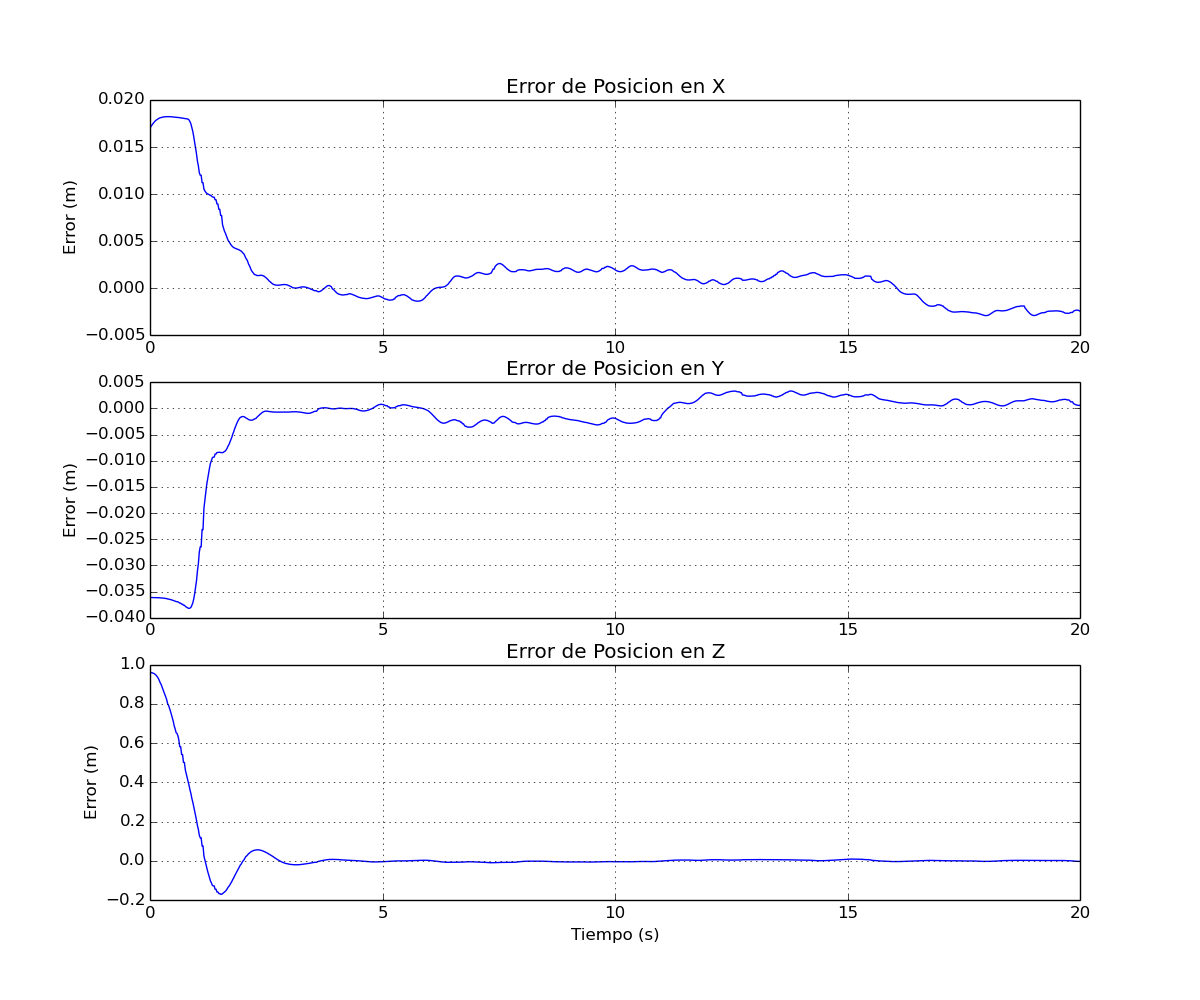 Error de Posicion en X
0.020
0.015
0.010
0.005
0.000
−0.005
Error (m)
0 5 10 15 20
Error de Posicion en Y
0.005
0.000
−0.005
−0.010
−0.015
−0.020
−0.025
−0.030
−0.035
−0.040
Error (m)
0 5 10 15 20
Error de Posicion en Z
1.0
0.8
0.6
0.4
0.2
0.0
−0.2
Error (m)
0 5 10 15 20
Tiempo (s)